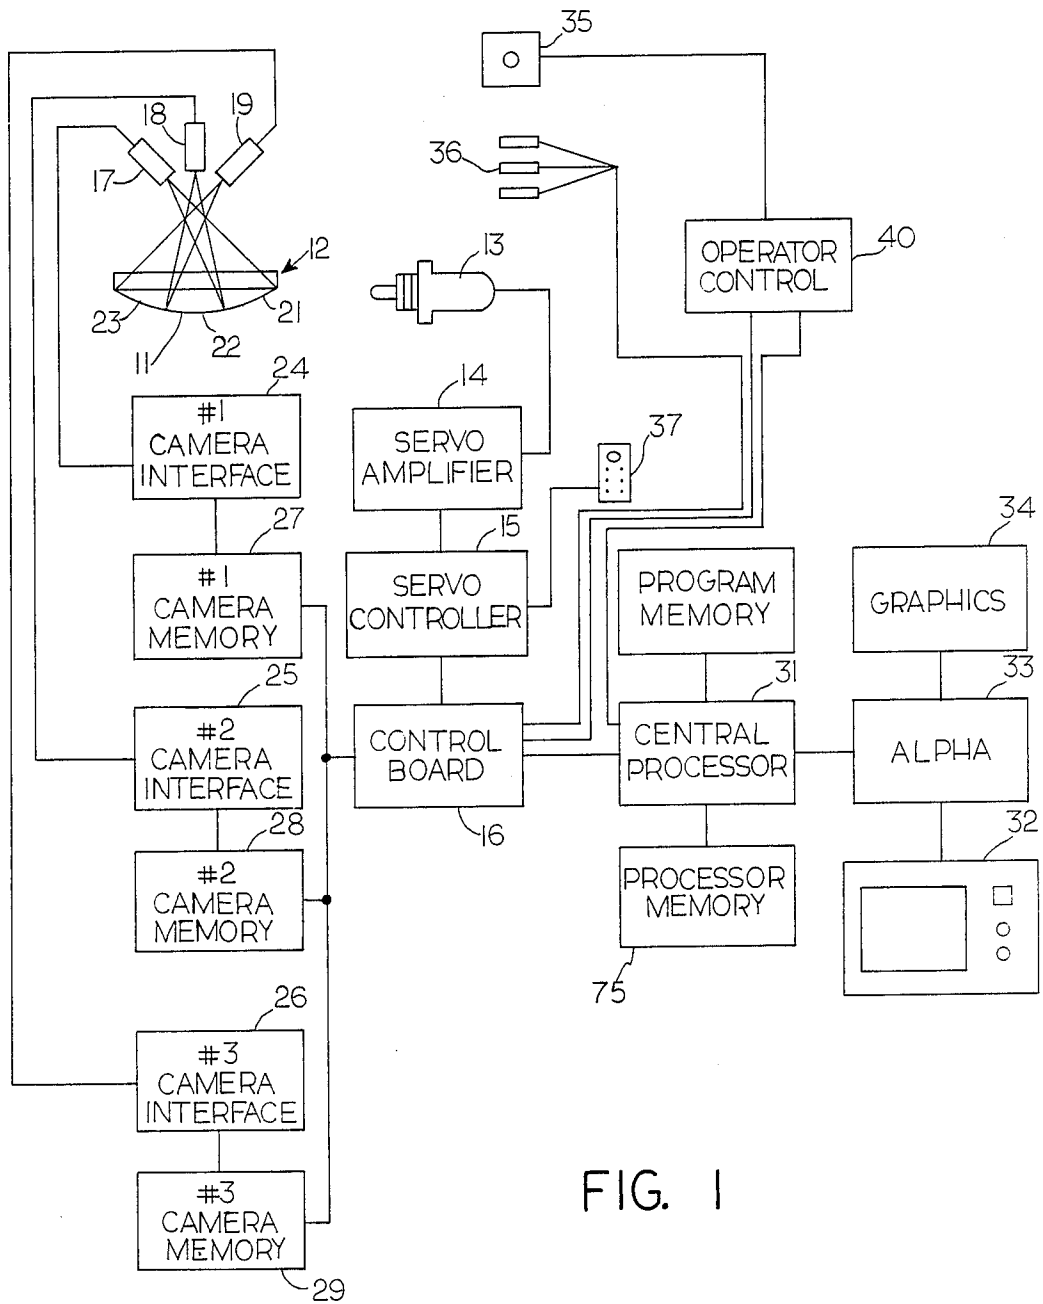 35
18
19
36
17
13
40
OPERATOR
CONTROL
12
23
21
11
22
24
#1
CAMERA
INTERFACE
14
SERVO
AMPLIFIER
37
27
#1
CAMERA
MEMORY
15
SERVO
CONTROLLER
PROGRAM
MEMORY
34
GRAPHICS
25
#2
CAMERA
INTERFACE
CONTROL
BOARD
16
31
CENTRAL
PROCESSOR
33
ALPHA
28
#2
CAMERA
MEMORY
PROCESSOR
MEMORY
75
32
26
#3
CAMERA
INTERFACE
#3
CAMERA
MEMORY
29
FIG. 1